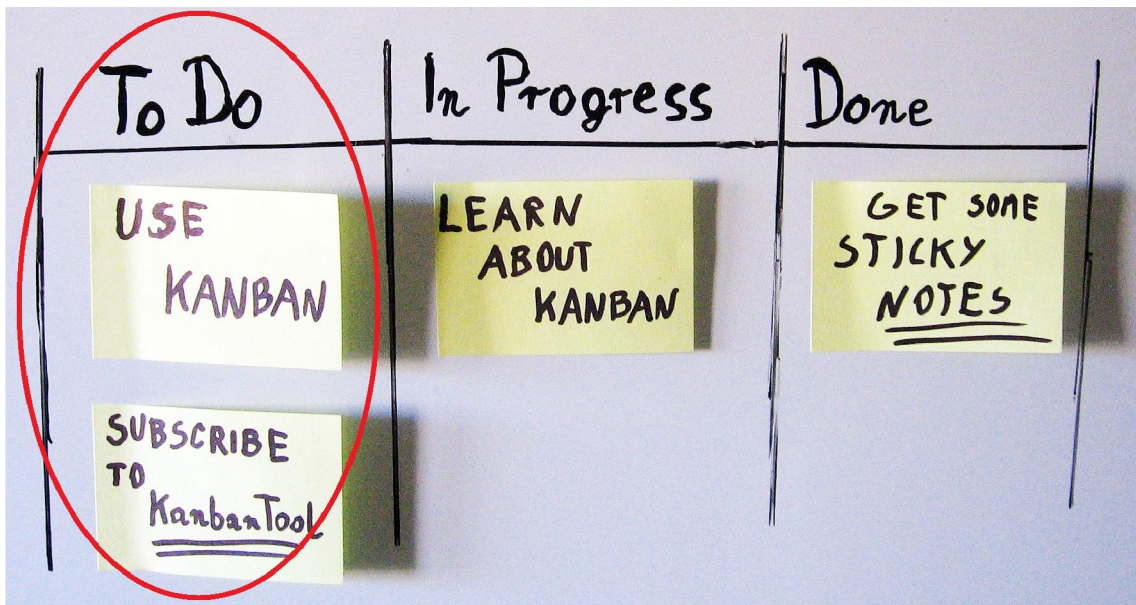 To Do
In Progress
Done
USE
KANBAN
SUBSCRIBE
TO
KanbanTool
LEARN
ABOUT
KANBAN
GET SOME
STICKY
NOTES